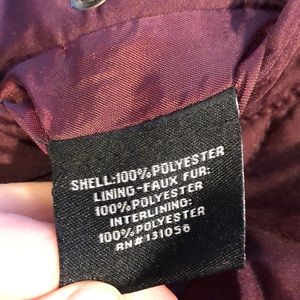 SHELL:100%POLYESTER
LINING-FAUX FUR:
100%POLYESTER
INTERLINING:
100%POLYESTER
RN#131056